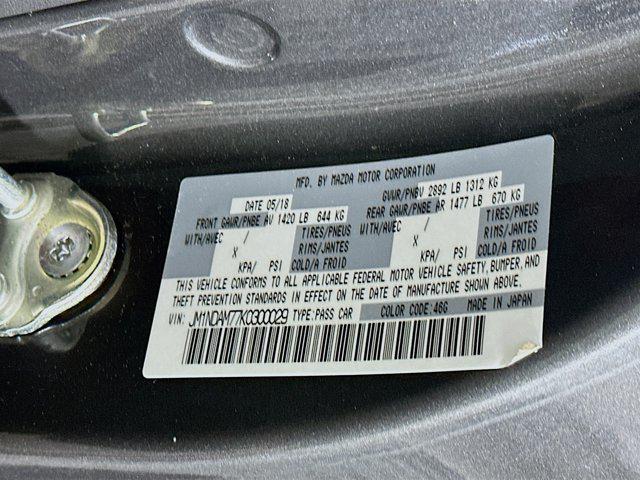 MFD. BY MAZDA MOTOR CORPORATION
DATE 05/18 GVWR/PNBV 2892 LB 1312 KG
FRONT GAWR/PNBE AV 1420 LB 644 KG REAR GAWR/PNBE AR 1477 LB 670 KG
WITH/AVEC / TIRES/PNEUS WITH/AVEC / TIRES/PNEUS
X RIMS/JANTES X RIMS/JANTES
KPA/ PSI COLD/A FROID KPA/ PSI COLD/A FROID
THIS VEHICLE CONFORMS TO ALL APPLICABLE FEDERAL MOTOR VEHICLE SAFETY, BUMPER, AND
THEFT PREVENTION STANDARDS IN EFFECT ON THE DATE OF MANUFACTURE SHOWN ABOVE.
VIN: JM1NDAM77K0300029 TYPE: PASS CAR COLOR CODE: 46G MADE IN JAPAN